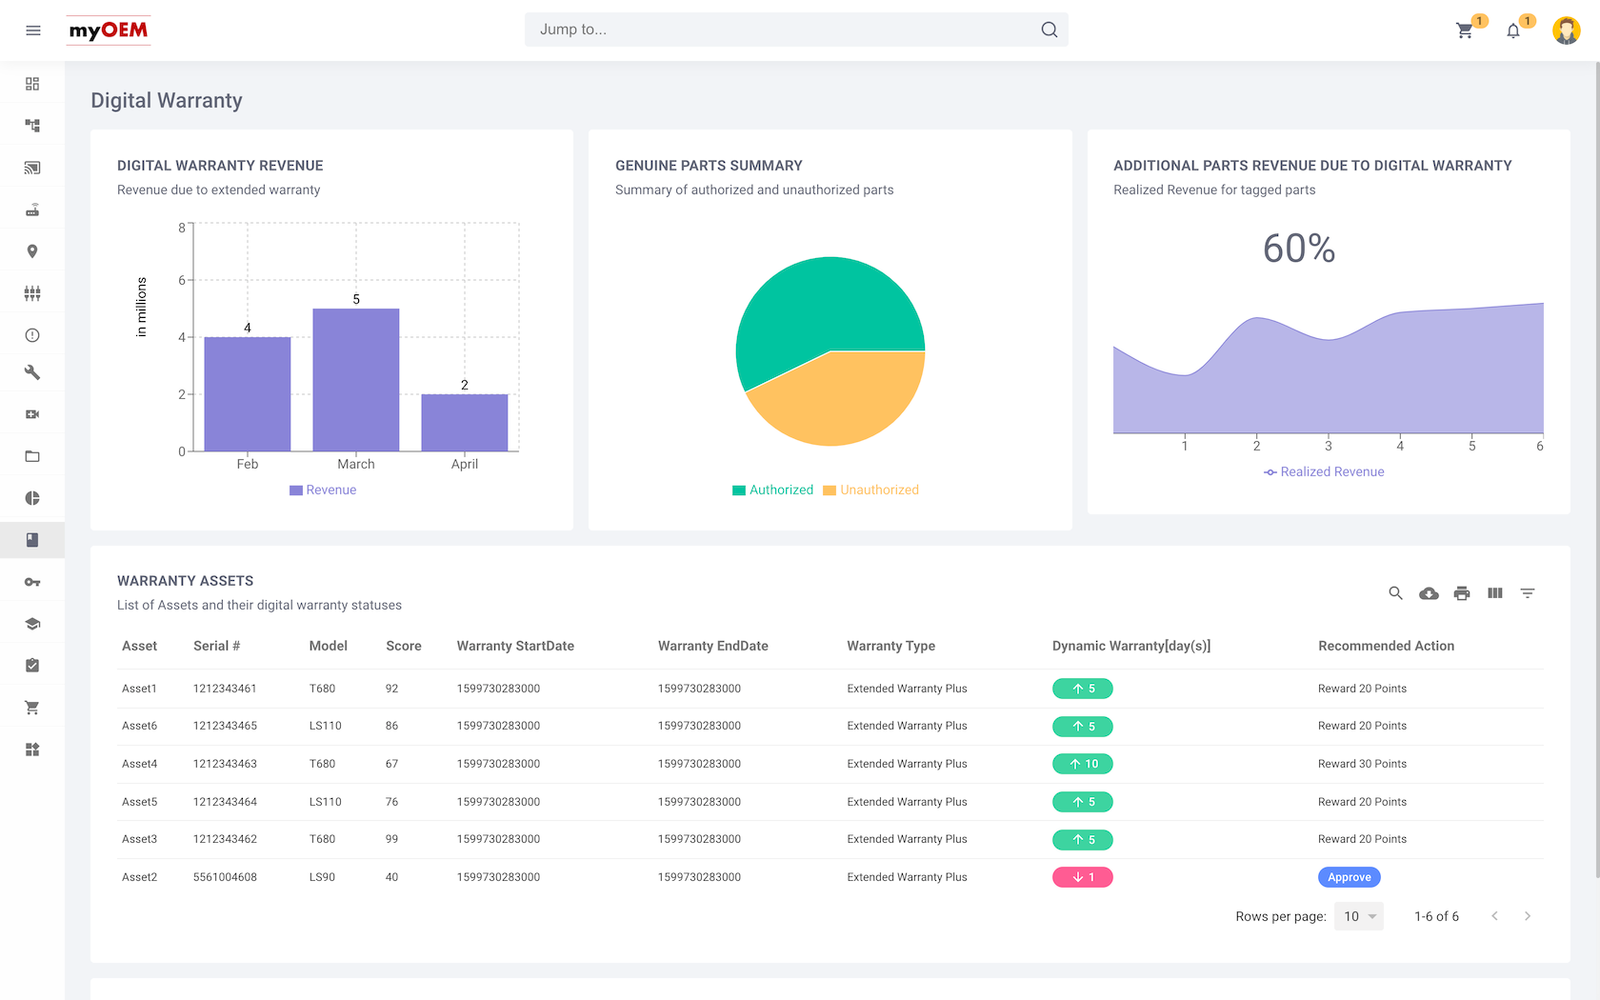 myOEM
Jump to...
1
1
Digital Warranty
DIGITAL WARRANTY REVENUE
Revenue due to extended warranty
8
6
4
2
0
in millions
4
5
2
Feb March April
Revenue
GENUINE PARTS SUMMARY
Summary of authorized and unauthorized parts
Authorized Unauthorized
ADDITIONAL PARTS REVENUE DUE TO DIGITAL WARRANTY
Realized Revenue for tagged parts
60%
1 2 3 4 5 6
Realized Revenue
WARRANTY ASSETS
List of Assets and their digital warranty statuses
Asset Serial # Model Score Warranty StartDate Warranty EndDate Warranty Type Dynamic Warranty[day(s)] Recommended Action
Asset1 1212343461 T680 92 1599730283000 1599730283000 Extended Warranty Plus ↑ 5 Reward 20 Points
Asset6 1212343465 LS110 86 1599730283000 1599730283000 Extended Warranty Plus ↑ 5 Reward 20 Points
Asset4 1212343463 T680 67 1599730283000 1599730283000 Extended Warranty Plus ↑ 10 Reward 30 Points
Asset5 1212343464 LS110 76 1599730283000 1599730283000 Extended Warranty Plus ↑ 5 Reward 20 Points
Asset3 1212343462 T680 99 1599730283000 1599730283000 Extended Warranty Plus ↑ 5 Reward 20 Points
Asset2 5561004608 LS90 40 1599730283000 1599730283000 Extended Warranty Plus ↓ 1 Approve
Rows per page: 10 1-6 of 6